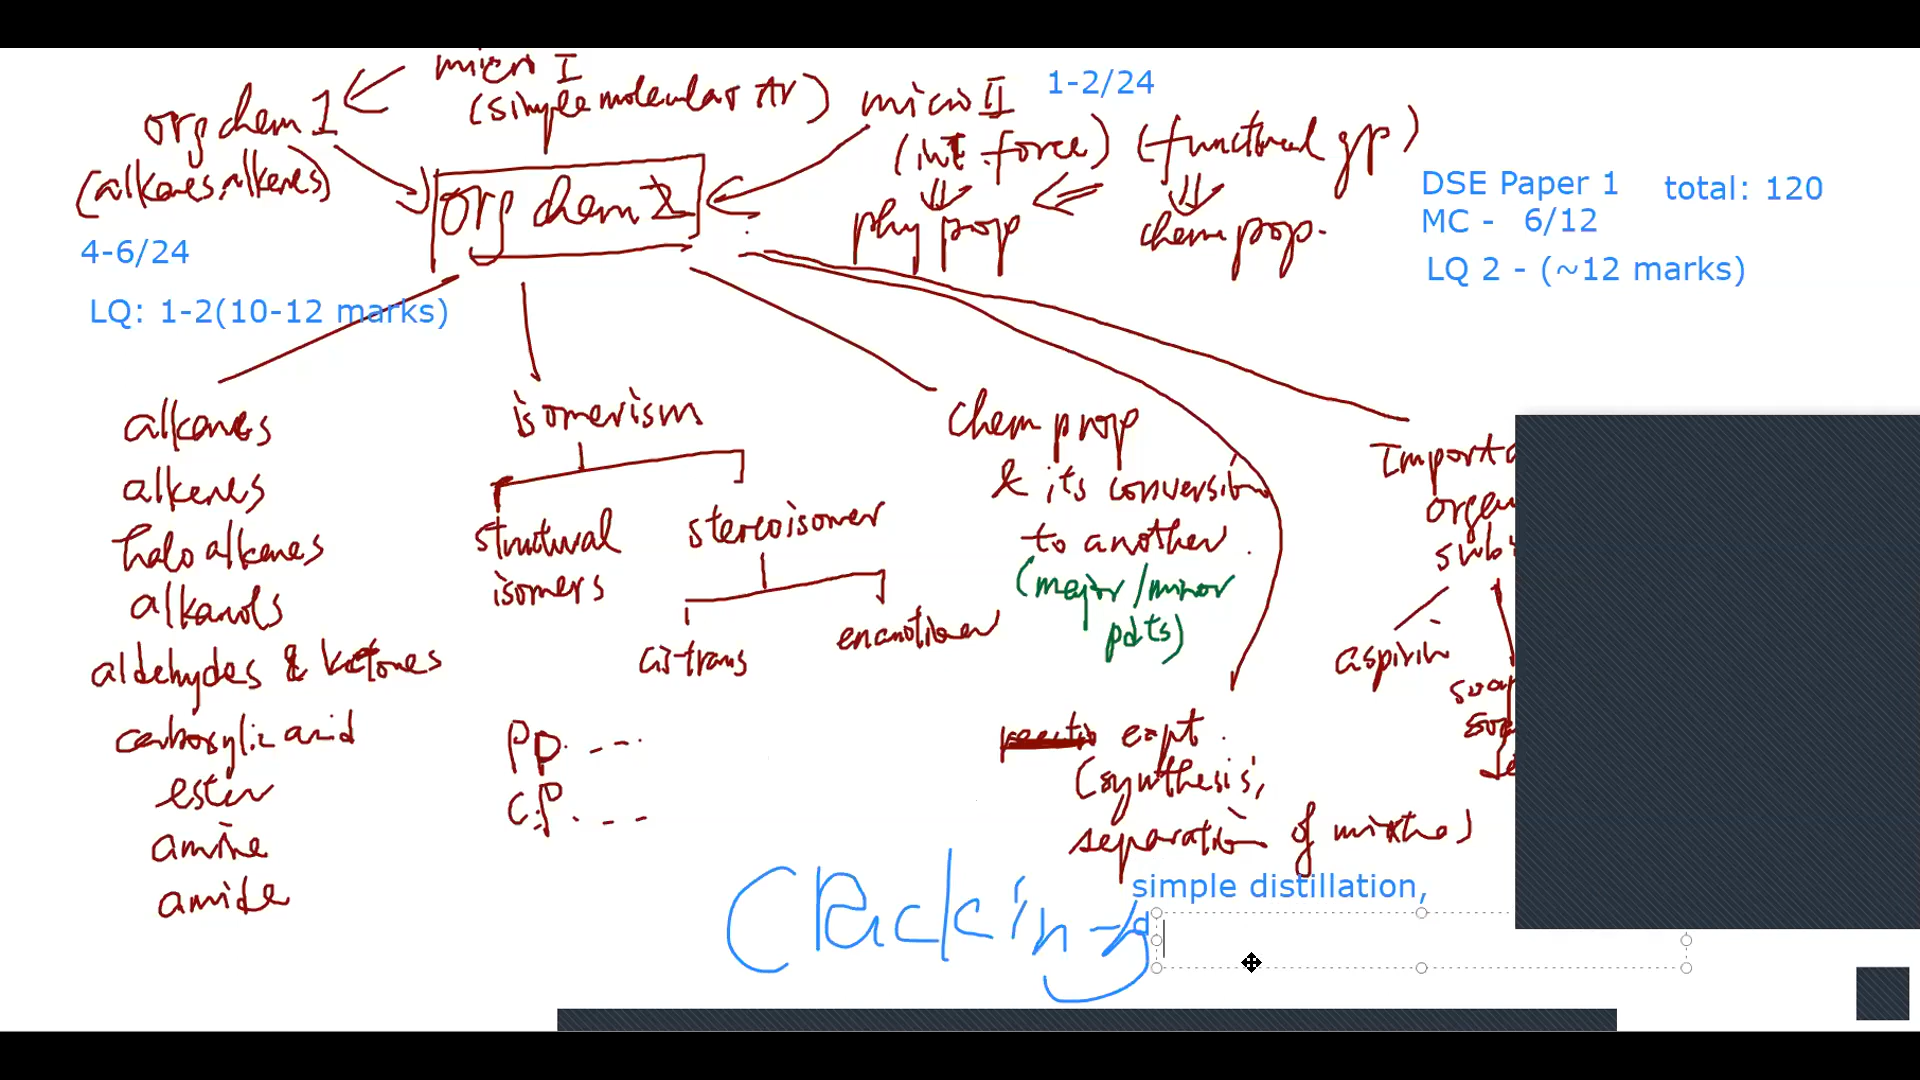 micro I
(simple molecular str)
org chem 1
(alkanes, alkenes)
micro II
1-2/24
(int. force)
(functional gp)
org chem 2
phy prop
chem prop.
DSE Paper 1
total: 120
MC - 6/12
LQ 2 - (~12 marks)
4-6/24
LQ: 1-2(10-12 marks)
alkanes
alkenes
haloalkanes
alkanols
aldehydes & ketones
carboxylic acid
ester
amine
amide
isomerism
structural
isomers
stereoisomer
cis-trans
enantiomer
PP. ----
C.P. ----
chem prop
& its conversion
to another
(major/minor
pdts)
expt
(synthesis,
separation of mixture)
simple distillation,
Cracking
aspirin